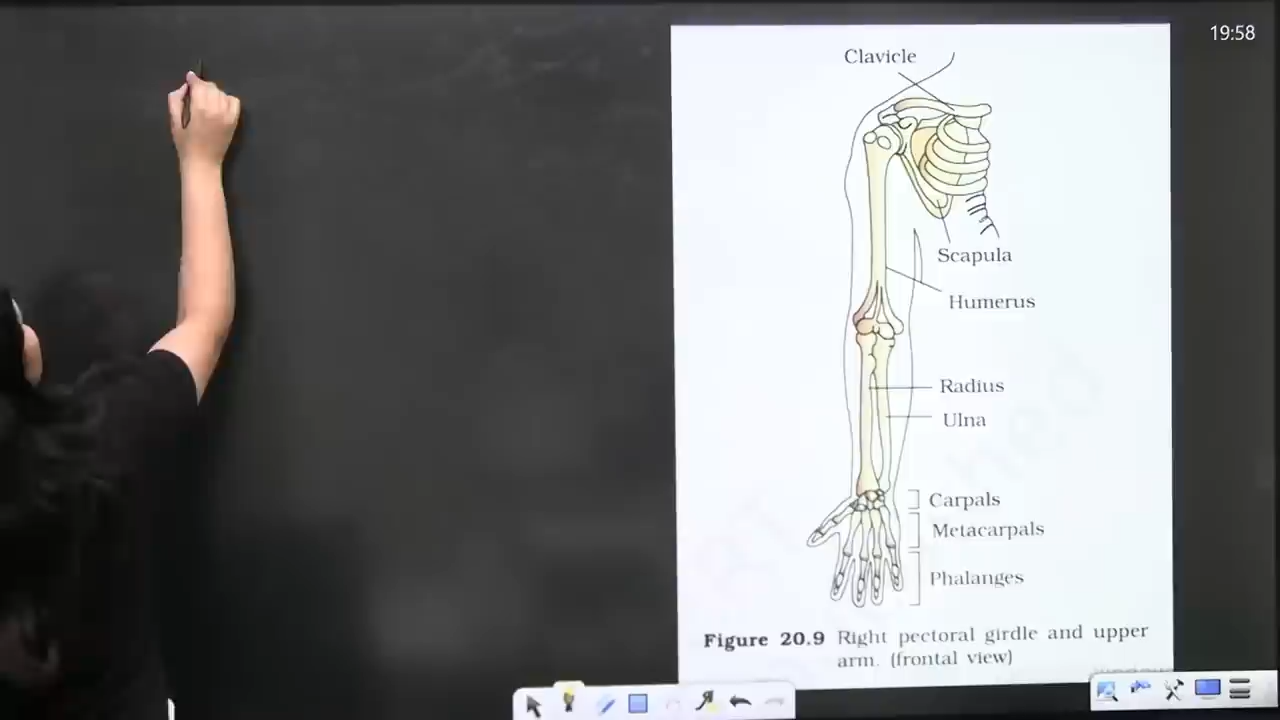 19:58
Clavicle
Scapula
Humerus
Radius
Ulna
Carpals
Metacarpals
Phalanges
Figure 20.9 Right pectoral girdle and upper
arm. (frontal view)